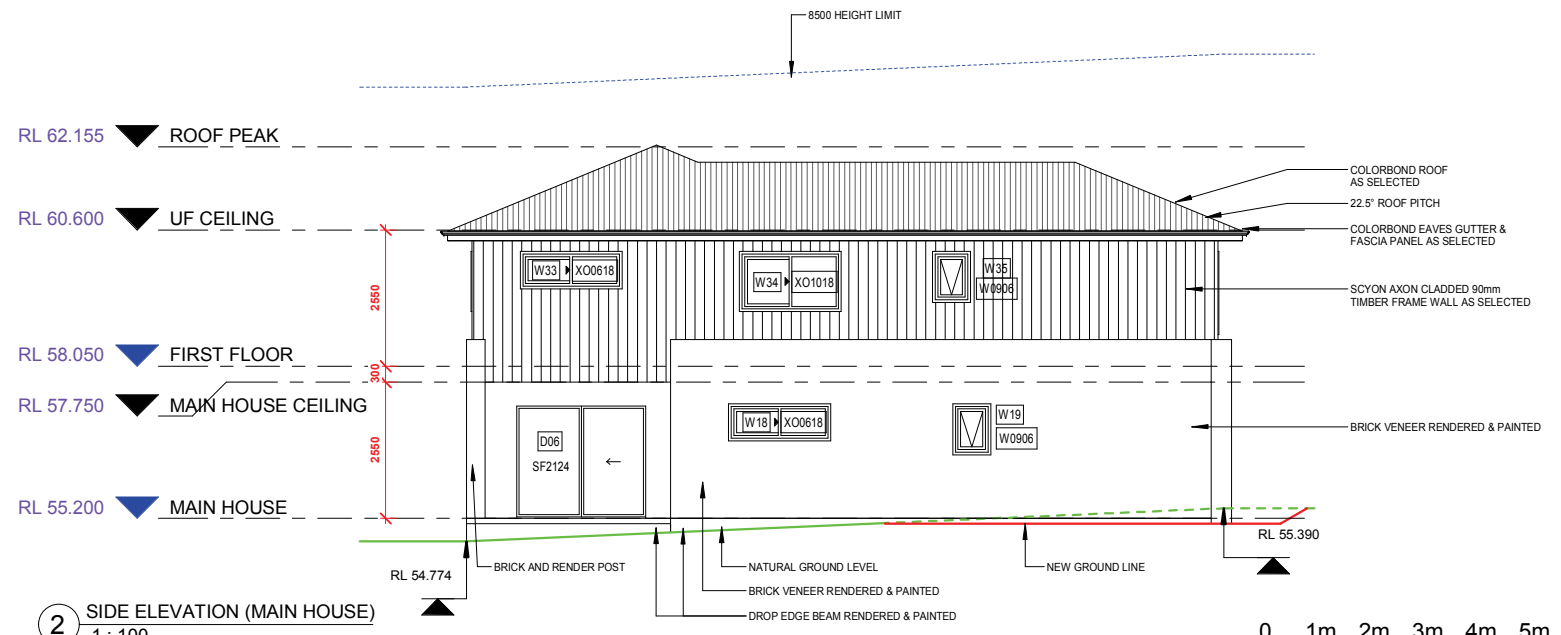 8500 HEIGHT LIMIT
RL 62.155 ROOF PEAK
COLORBOND ROOF
AS SELECTED
22.5° ROOF PITCH
RL 60.600 UF CEILING
COLORBOND EAVES GUTTER &
FASCIA PANEL AS SELECTED
W33 XO0618
W34 XO1018
W35
W0906
SCYON AXON CLADDED 90mm
TIMBER FRAME WALL AS SELECTED
2550
RL 58.050 FIRST FLOOR
300
RL 57.750 MAIN HOUSE CEILING
W18 XO0618
W19
W0906
BRICK VENEER RENDERED & PAINTED
D06
SF2124
2550
RL 55.200 MAIN HOUSE
RL 55.390
BRICK AND RENDER POST
NATURAL GROUND LEVEL
NEW GROUND LINE
RL 54.774
BRICK VENEER RENDERED & PAINTED
DROP EDGE BEAM RENDERED & PAINTED
2 SIDE ELEVATION (MAIN HOUSE)
1 : 100
0 1m 2m 3m 4m 5m